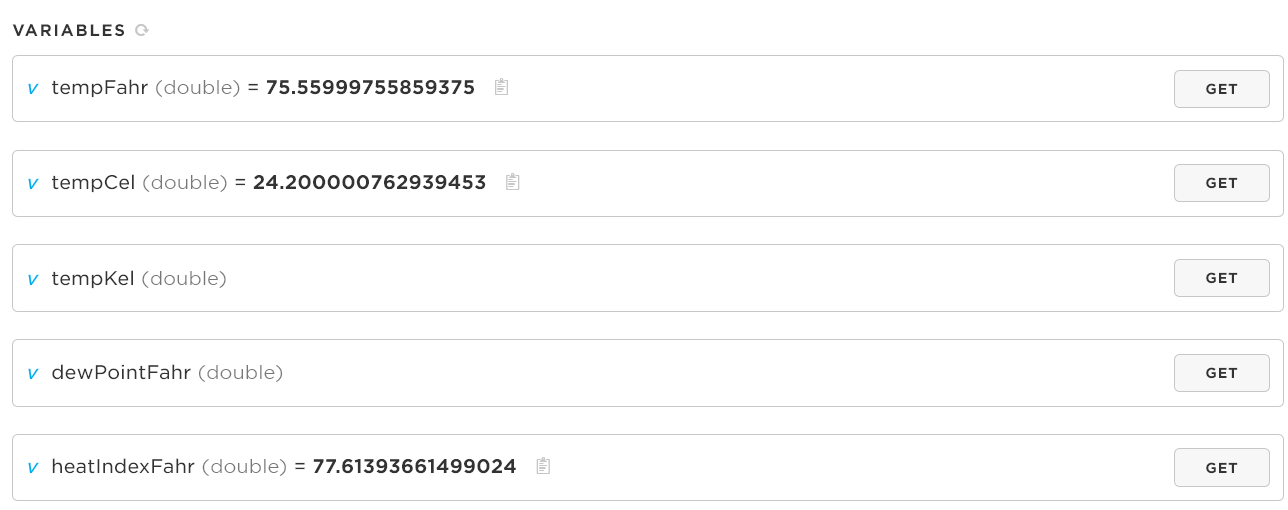 VARIABLES
v tempFahr (double) = 75.55999755859375 GET
v tempCel (double) = 24.200000762939453 GET
v tempKel (double) GET
v dewPointFahr (double) GET
v heatIndexFahr (double) = 77.61393661499024 GET